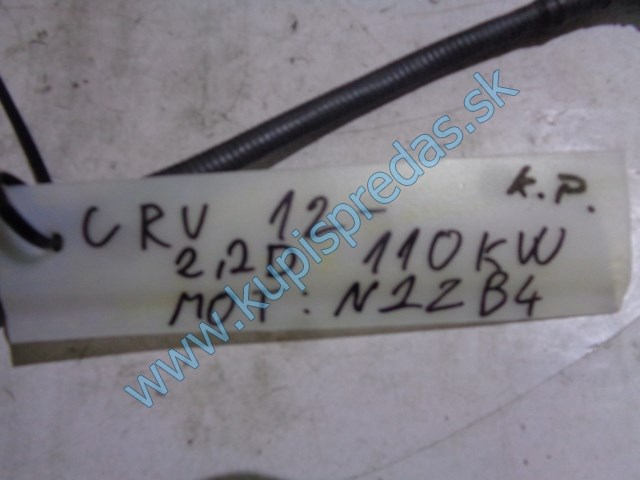 K.P.
CRV 12-
2,2D 110KW
MOT: N22B4
www.kupispredas.sk